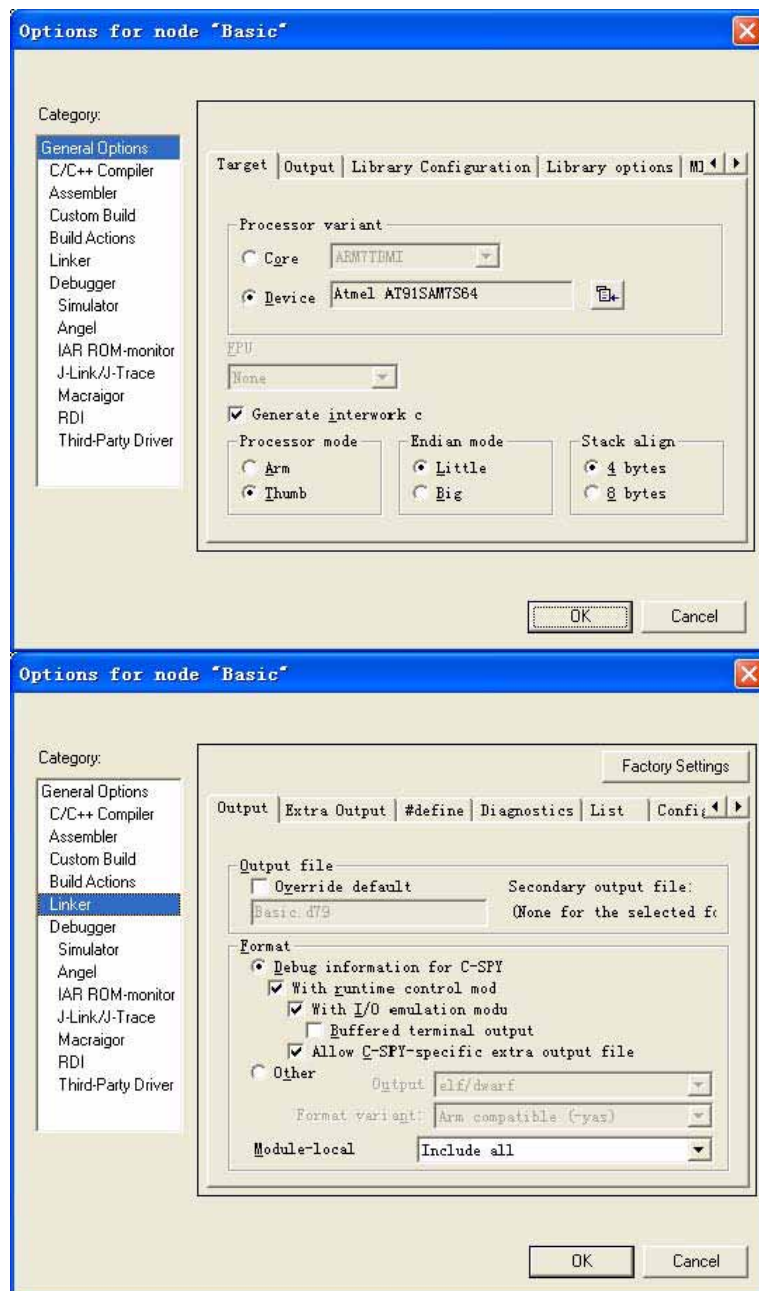 Options for node "Basic"
Category:
General Options
C/C++ Compiler
Assembler
Custom Build
Build Actions
Linker
Debugger
Simulator
Angel
IAR ROM-monitor
J-Link/J-Trace
Macraigor
RDI
Third-Party Driver
Target Output Library Configuration Library options MI
Processor variant
Core ARM7TDMI
Device Atmel AT91SAM7S64
FPU
None
Generate interwork c
Processor mode
Arm
Thumb
Endian mode
Little
Big
Stack align
4 bytes
8 bytes
OK Cancel
Options for node "Basic"
Category:
General Options
C/C++ Compiler
Assembler
Custom Build
Build Actions
Linker
Debugger
Simulator
Angel
IAR ROM-monitor
J-Link/J-Trace
Macraigor
RDI
Third-Party Driver
Factory Settings
Output Extra Output #define Diagnostics List Config
Output file
Override default
Basic.d79
Secondary output file:
(None for the selected fo
Format
Debug information for C-SPY
With runtime control mod
With I/O emulation modu
Buffered terminal output
Allow C-SPY-specific extra output file
Other
Output elf/dwarf
Format variant: Arm compatible (-yas)
Module-local Include all
OK Cancel